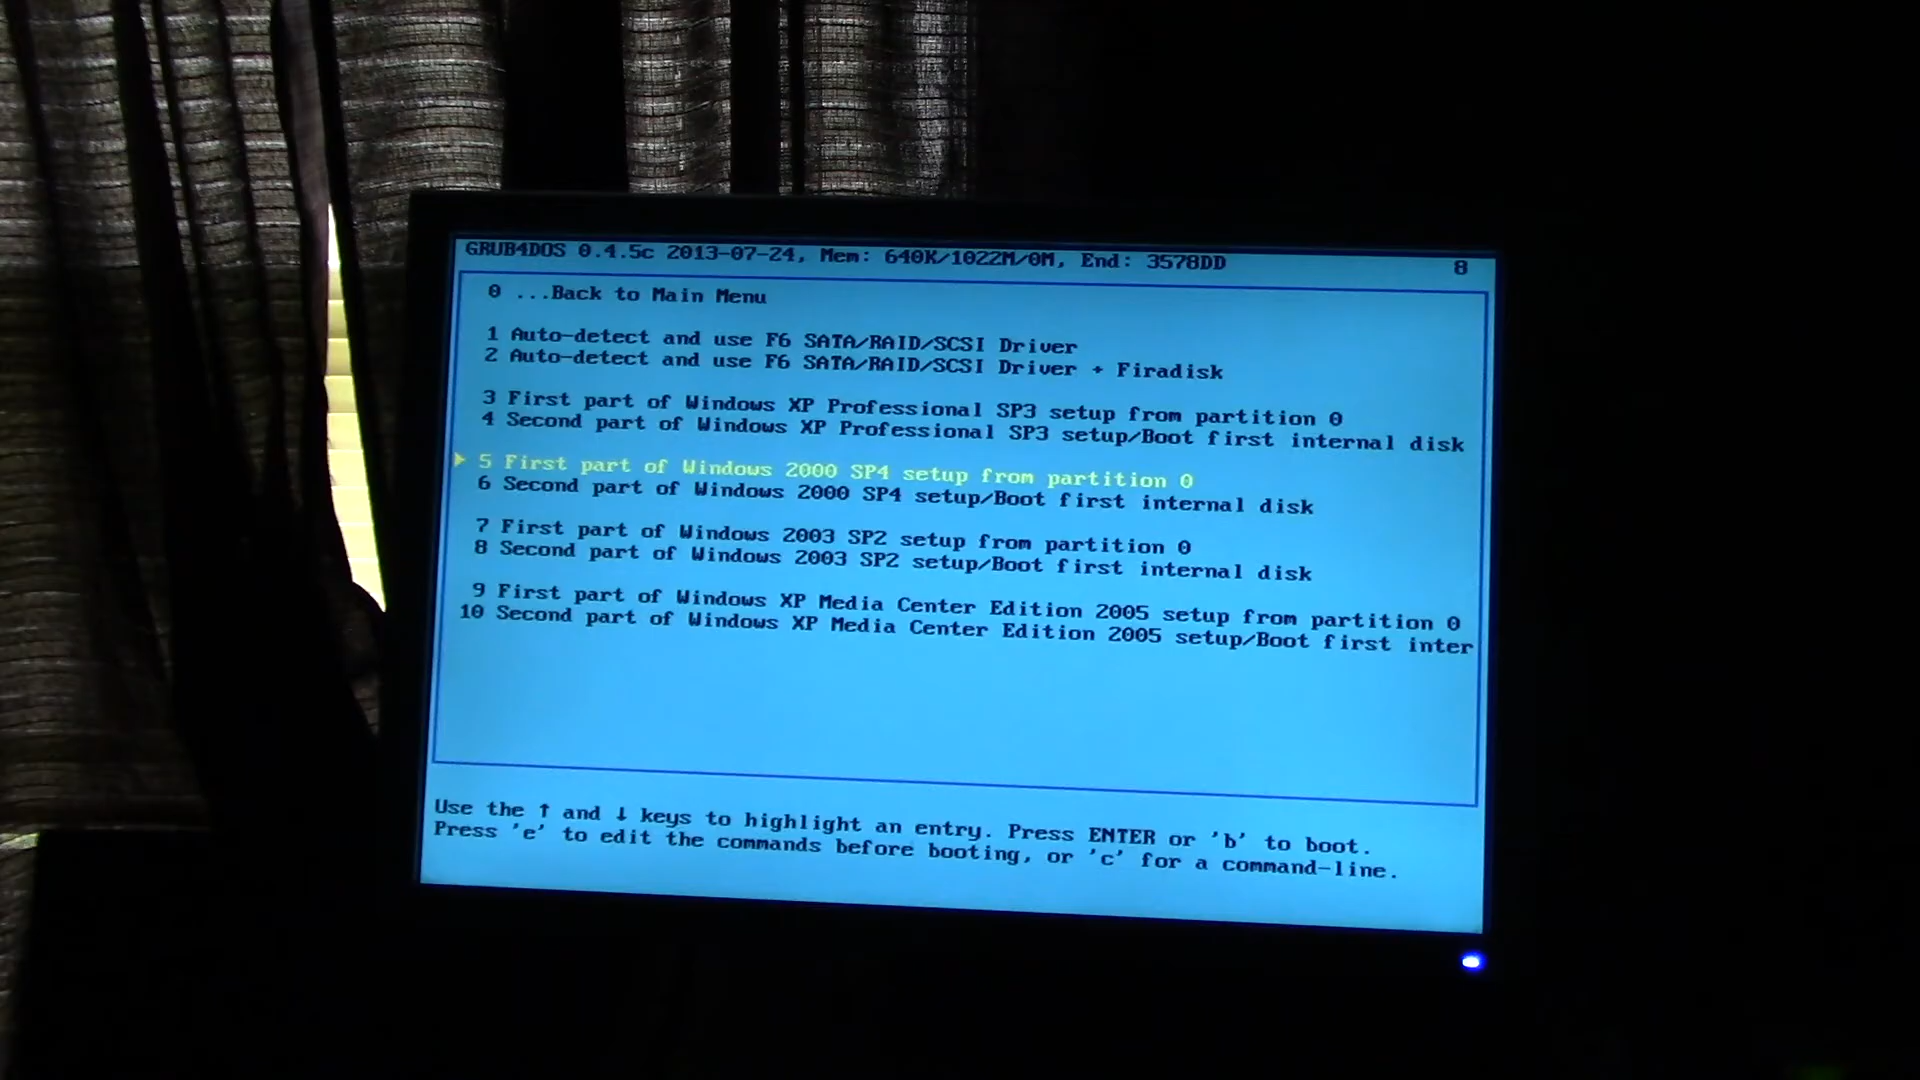 GRUB4DOS 0.4.5c 2013-07-24, Mem: 640K/1022M/0M, End: 3578DD 8
0 ...Back to Main Menu
1 Auto-detect and use F6 SATA/RAID/SCSI Driver
2 Auto-detect and use F6 SATA/RAID/SCSI Driver + Firadisk
3 First part of Windows XP Professional SP3 setup from partition 0
4 Second part of Windows XP Professional SP3 setup/Boot first internal disk
5 First part of Windows 2000 SP4 setup from partition 0
6 Second part of Windows 2000 SP4 setup/Boot first internal disk
7 First part of Windows 2003 SP2 setup from partition 0
8 Second part of Windows 2003 SP2 setup/Boot first internal disk
9 First part of Windows XP Media Center Edition 2005 setup from partition 0
10 Second part of Windows XP Media Center Edition 2005 setup/Boot first inter
Use the ↑ and ↓ keys to highlight an entry. Press ENTER or 'b' to boot.
Press 'e' to edit the commands before booting, or 'c' for a command-line.